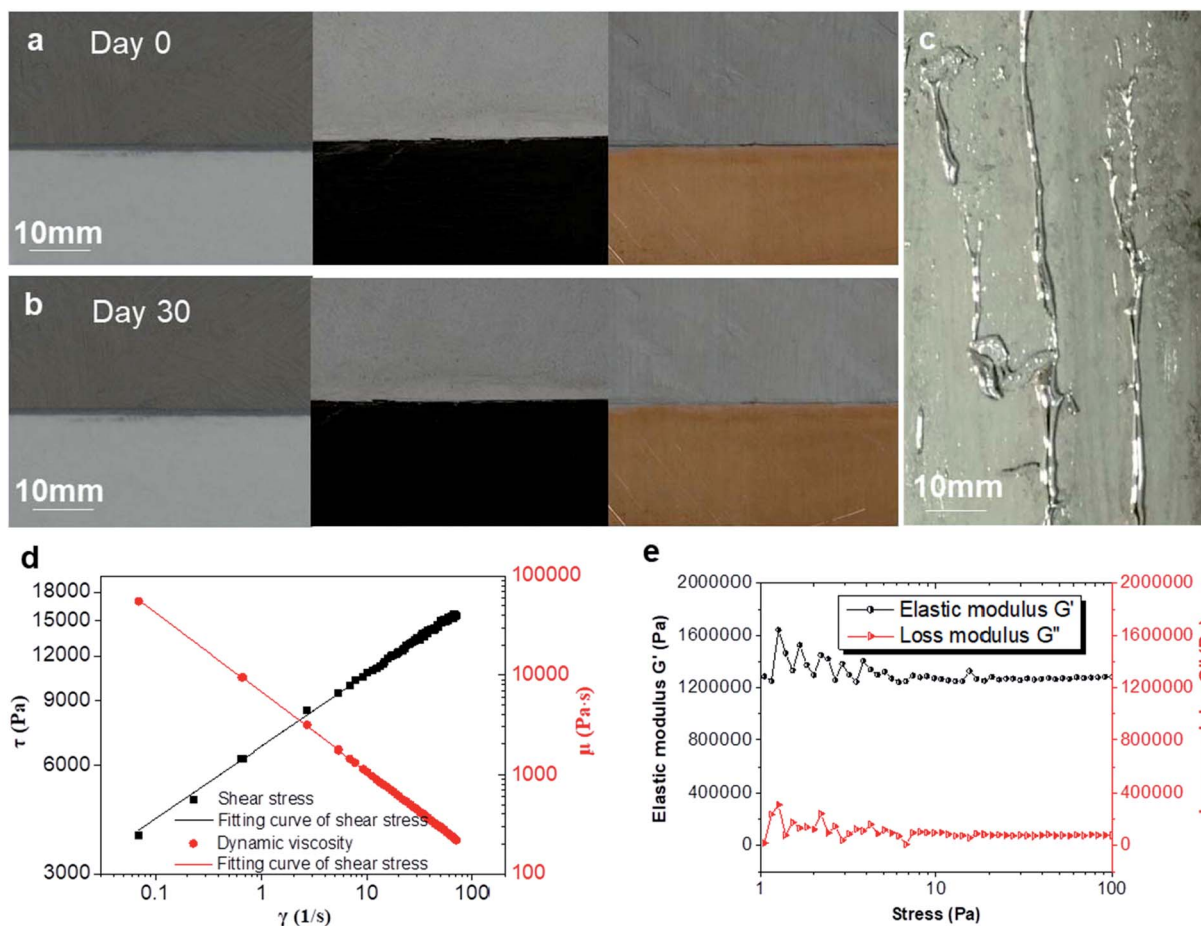 a
Day 0
10mm
b
Day 30
10mm
c
10mm
d
18000
15000
12000
9000
6000
3000
τ (Pa)
100000
10000
1000
100
μ (Pa·s)
Shear stress
Fitting curve of shear stress
Dynamic viscosity
Fitting curve of shear stress
0.1
1
10
100
γ (1/s)
e
2000000
1600000
1200000
800000
400000
0
Elastic modulus G' (Pa)
Elastic modulus G'
Loss modulus G"
2000000
1600000
1200000
800000
400000
0
1
10
100
Stress (Pa)